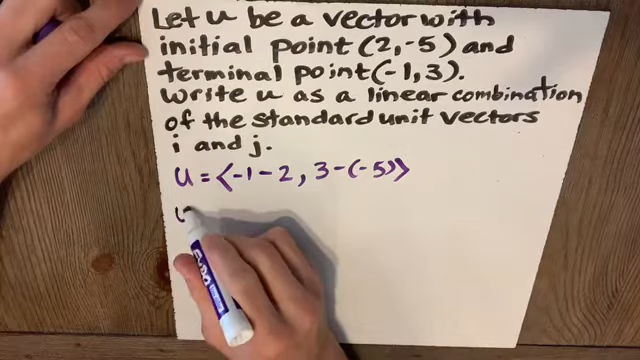 Let u be a vector with
initial point (2,-5) and
terminal point (-1, 3).
Write u as a linear combination
of the standard unit vectors
i and j.
u = ⟨-1-2, 3-(-5)⟩
u
EXPO